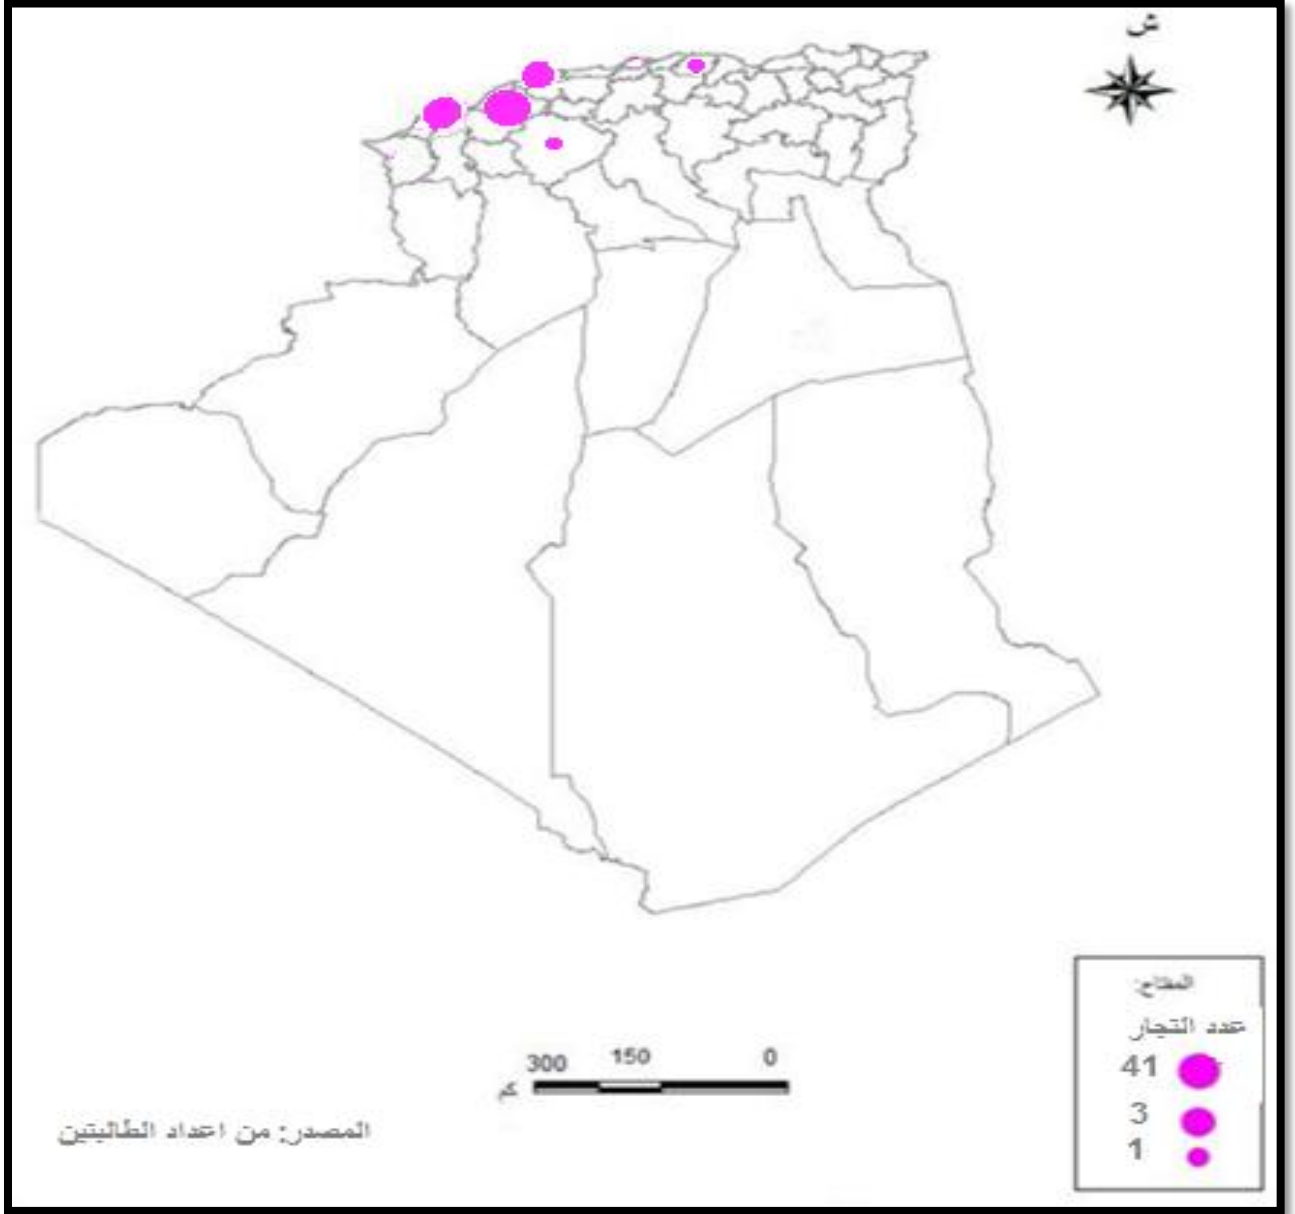 ش
المفتاح:
عدد التجار
41
3
1
300 150 0
كم
المصدر: من اعداد الطالبتين